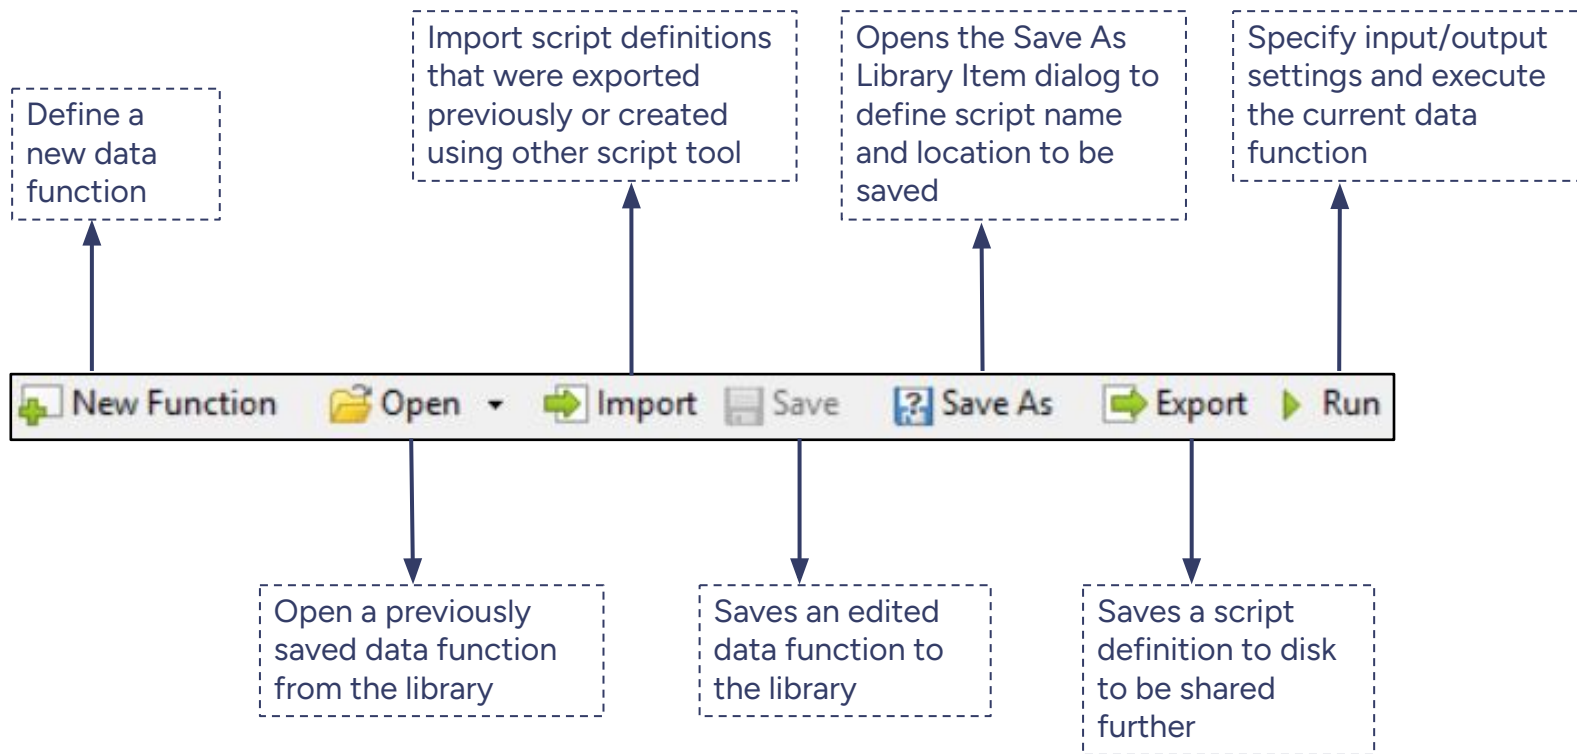 Define a
new data
function
Import script definitions
that were exported
previously or created
using other script tool
Opens the Save As
Library Item dialog to
define script name
and location to be
saved
Specify input/output
settings and execute
the current data
function
New Function Open Import Save Save As Export Run
Open a previously
saved data function
from the library
Saves an edited
data function to
the library
Saves a script
definition to disk
to be shared
further